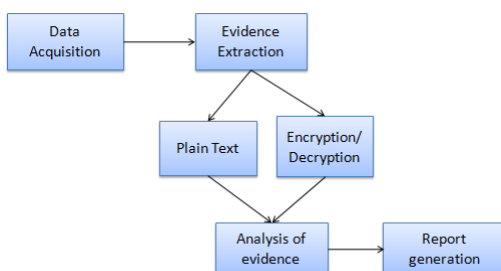 Data
Acquisition
Evidence
Extraction
Plain Text
Encryption/
Decryption
Analysis of
evidence
Report
generation